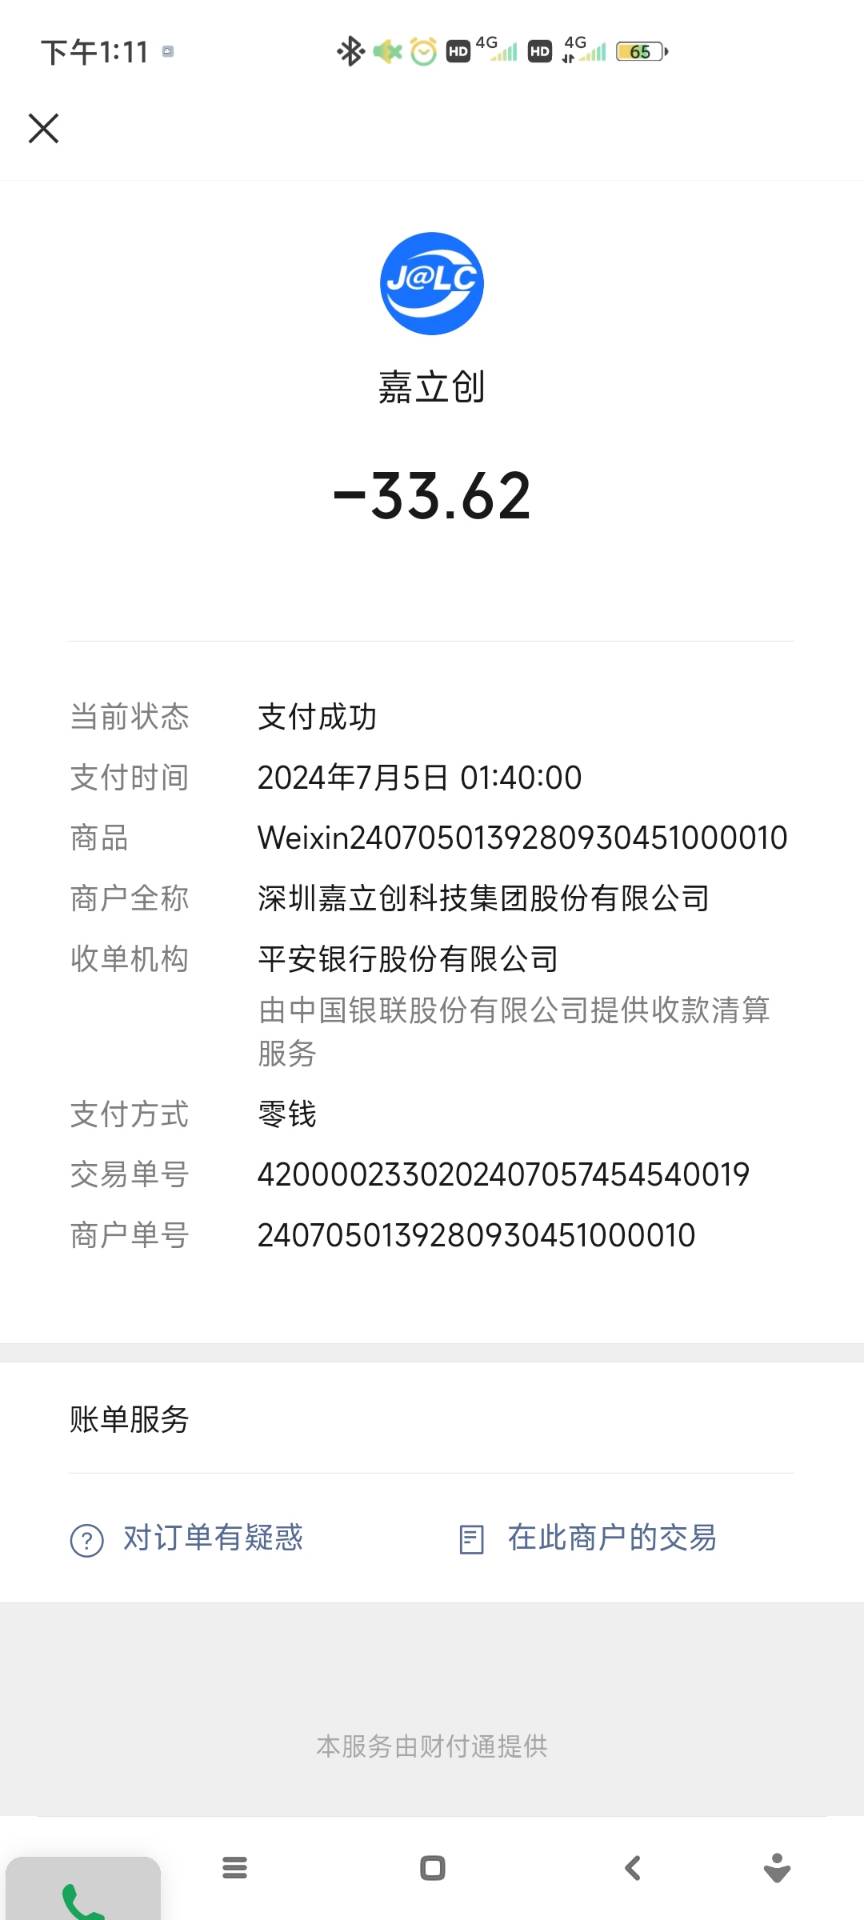 下午1:11
HD 4G HD 4G 65
J@LC
嘉立创
-33.62
当前状态 支付成功
支付时间 2024年7月5日 01:40:00
商品 Weixin2407050139280930451000010
商户全称 深圳嘉立创科技集团股份有限公司
收单机构 平安银行股份有限公司
由中国银联股份有限公司提供收款清算
服务
支付方式 零钱
交易单号 4200002330202407057454540019
商户单号 2407050139280930451000010
账单服务
? 对订单有疑惑 在此商户的交易
本服务由财付通提供